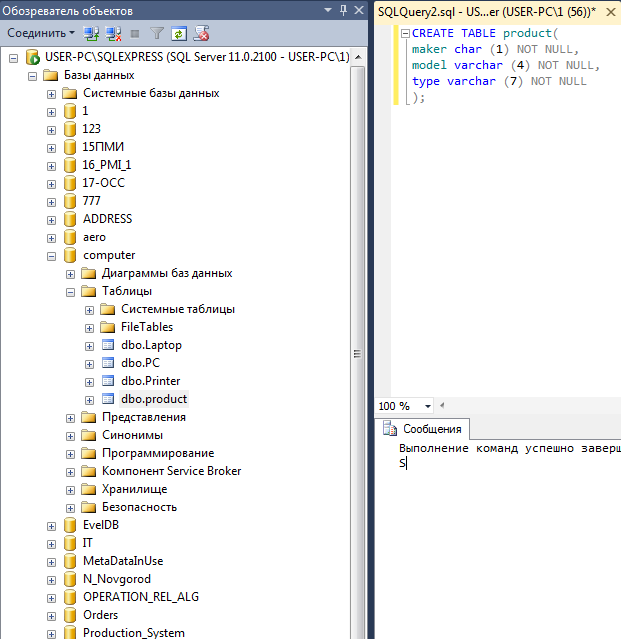 Обозреватель объектов
Соединить
USER-PC\SQLEXPRESS (SQL Server 11.0.2100 - USER-PC\1)
Базы данных
Системные базы данных
1
123
15ПМИ
16_PMI_1
17-ОСС
777
ADDRESS
aero
computer
Диаграммы баз данных
Таблицы
Системные таблицы
FileTables
dbo.Laptop
dbo.PC
dbo.Printer
dbo.product
Представления
Синонимы
Программирование
Компонент Service Broker
Хранилище
Безопасность
EvelDB
IT
MetaDataInUse
N_Novgorod
OPERATION_REL_ALG
Orders
Production_System
SQLQuery2.sql - US...er (USER-PC\1 (56))*
CREATE TABLE product(
maker char (1) NOT NULL,
model varchar (4) NOT NULL,
type varchar (7) NOT NULL
);
100 %
Сообщения
Выполнение команд успешно заверш
S